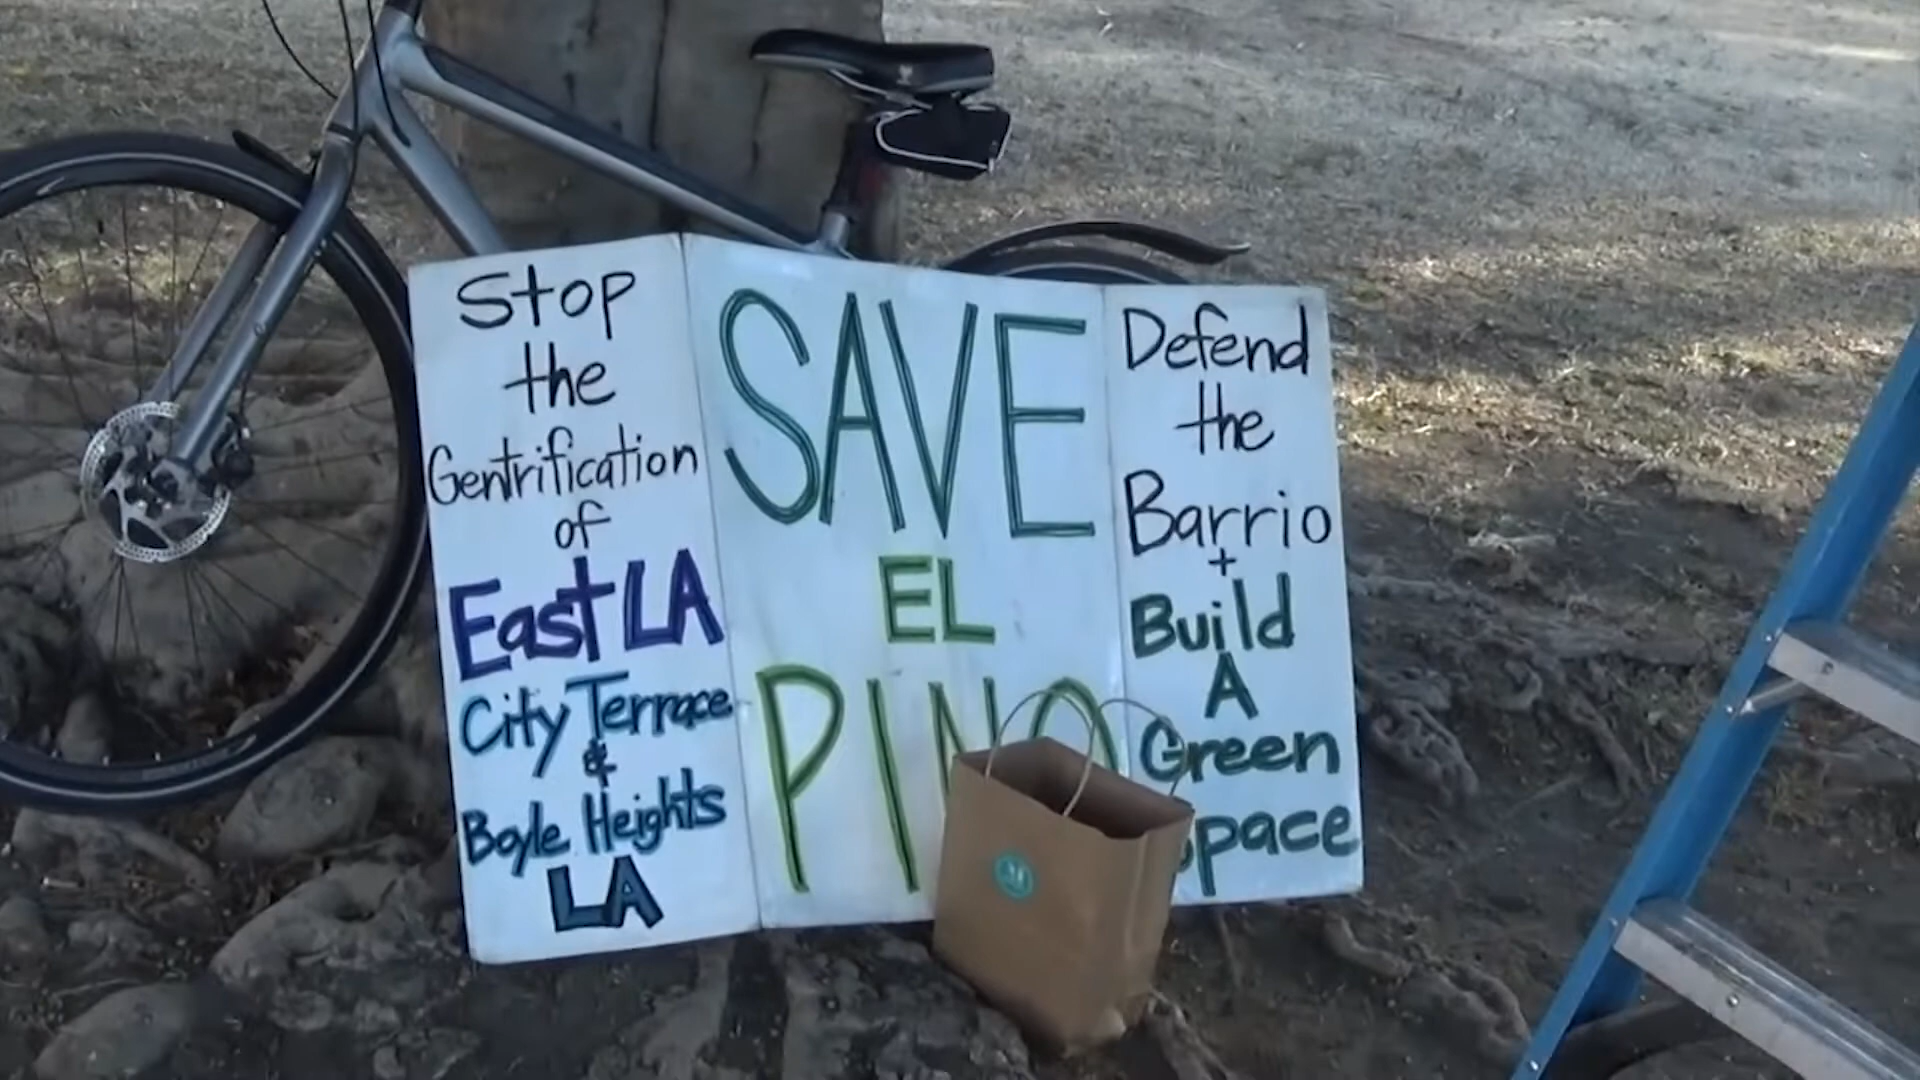 Stop
the
Gentrification
of
East LA
City Terrace
&
Boyle Heights
LA
SAVE
EL
PINO
Defend
the
Barrio
+
Build
A
Green
Space